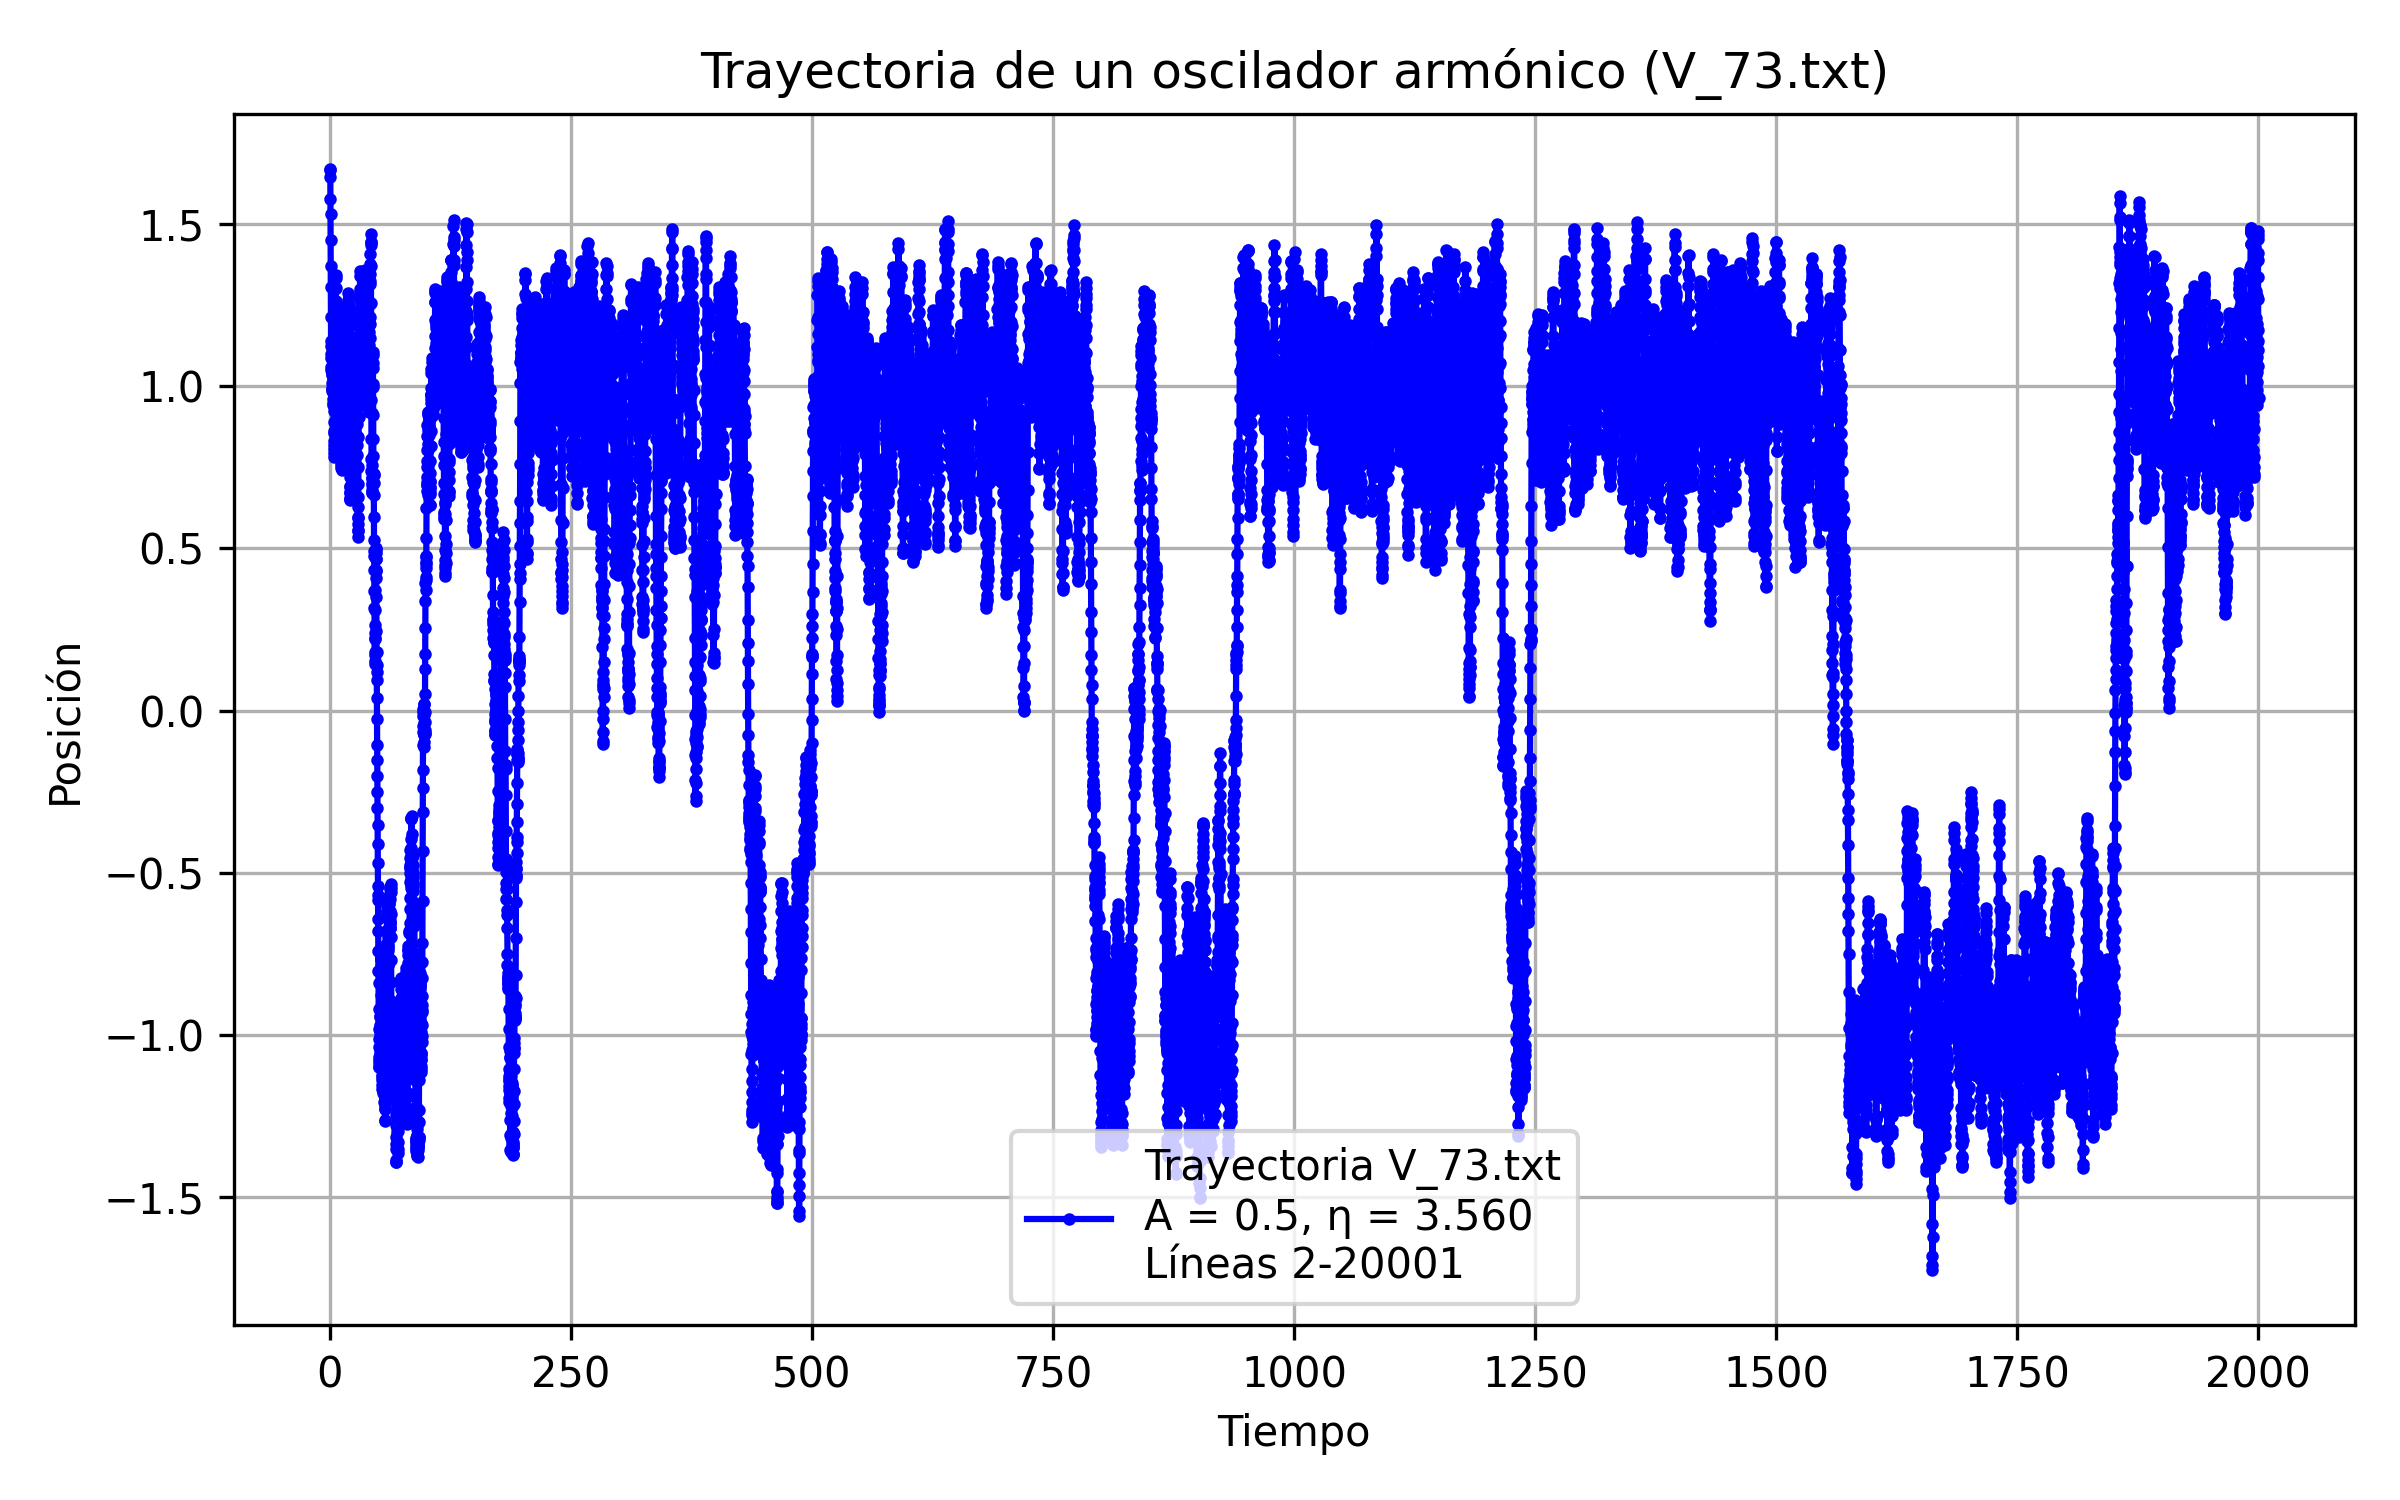 Trayectoria de un oscilador armónico (V_73.txt)
Posición
1.5
1.0
0.5
0.0
−0.5
−1.0
−1.5
Trayectoria V_73.txt
A = 0.5, η = 3.560
Líneas 2-20001
0 250 500 750 1000 1250 1500 1750 2000
Tiempo